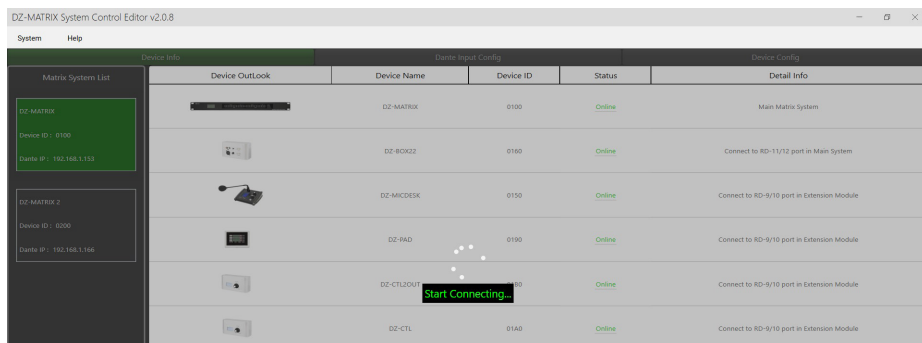 DZ-MATRIX System Control Editor v2.0.8
System Help
Device Info Dante Input Config Device Config
Matrix System List
DZ-MATRIX
Device ID : 0100
Dante IP : 192.168.1.153
DZ-MATRIX 2
Device ID : 0200
Dante IP : 192.168.1.166
Device OutLook Device Name Device ID Status Detail Info
DZ-MATRIX 0100 Online Main Matrix System
DZ-BOX22 0160 Online Connect to RD-11/12 port in Main System
DZ-MICDESK 0150 Online Connect to RD-9/10 port in Extension Module
DZ-PAD 0190 Online Connect to RD-9/10 port in Extension Module
DZ-CTL2OUT Online Connect to RD-9/10 port in Extension Module
Start Connecting...
DZ-CTL 01A0 Online Connect to RD-9/10 port in Extension Module